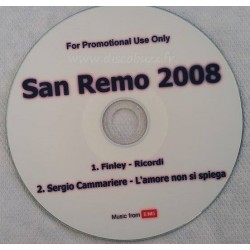 For Promotional Use Only
San Remo 2008
1. Finley - Ricordi
2. Sergio Cammariere - L'amore non si spiega
Music from EMI